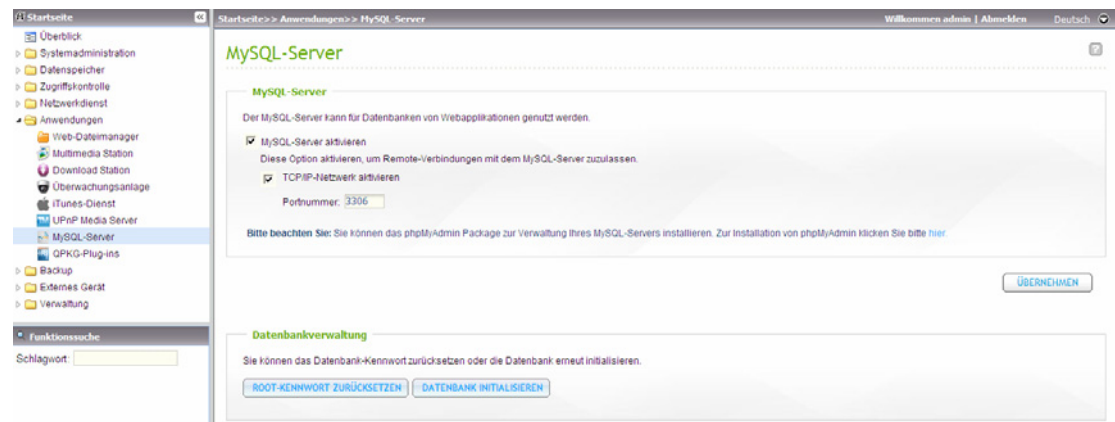 Startseite
Startseite>> Anwendungen>> MySQL-Server
Willkommen admin | Abmelden
Deutsch
Überblick
Systemadministration
Datenspeicher
Zugriffskontrolle
Netzwerkdienst
Anwendungen
Web-Dateimanager
Multimedia Station
Download Station
Überwachungsanlage
iTunes-Dienst
UPnP Media Server
MySQL-Server
QPKG-Plug-ins
Backup
Externes Gerät
Verwaltung
Funktionssuche
Schlagwort:
MySQL-Server
MySQL-Server
Der MySQL-Server kann für Datenbanken von Webapplikationen genutzt werden.
MySQL-Server aktivieren
Diese Option aktivieren, um Remote-Verbindungen mit dem MySQL-Server zuzulassen.
TCP/IP-Netzwerk aktivieren
Portnummer: 3306
Bitte beachten Sie: Sie können das phpMyAdmin Package zur Verwaltung Ihres MySQL-Servers installieren. Zur Installation von phpMyAdmin klicken Sie bitte hier.
ÜBERNEHMEN
Datenbankverwaltung
Sie können das Datenbank-Kennwort zurücksetzen oder die Datenbank erneut initialisieren.
ROOT-KENNWORT ZURÜCKSETZEN
DATENBANK INITIALISIEREN